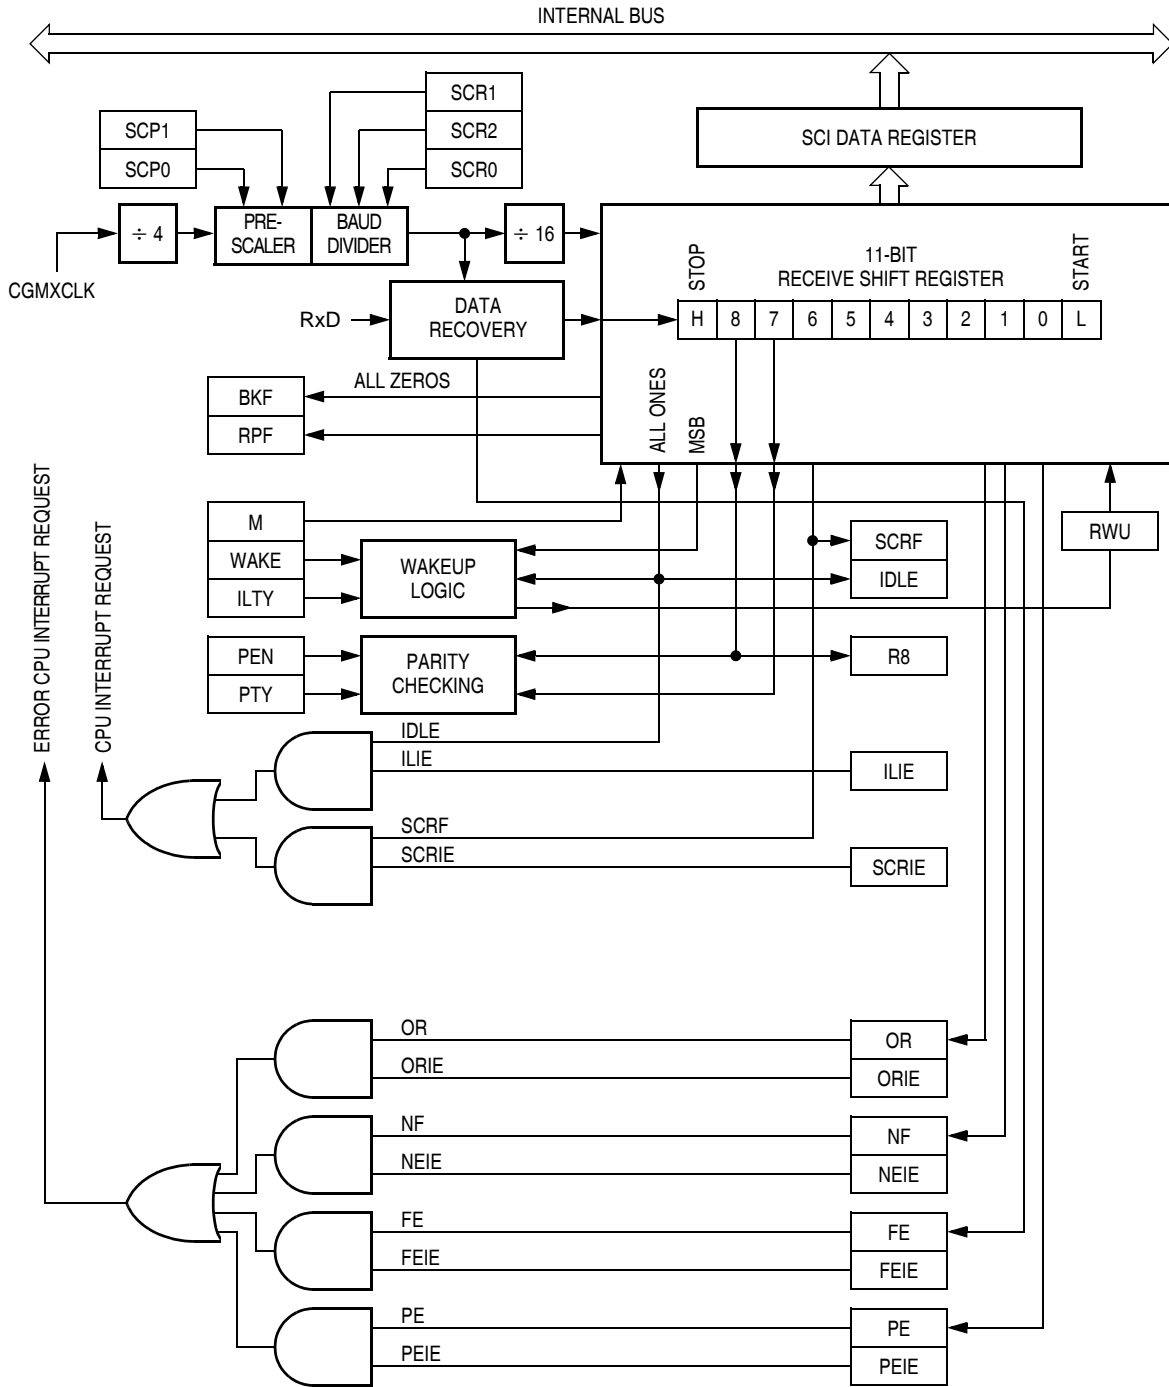 INTERNAL BUS
SCR1
SCP1
SCR2
SCI DATA REGISTER
SCP0
SCR0
÷ 4
PRE-
SCALER
BAUD
DIVIDER
÷ 16
CGMXCLK
STOP
11-BIT
RECEIVE SHIFT REGISTER
START
RxD
DATA
RECOVERY
H 8 7 6 5 4 3 2 1 0 L
BKF
ALL ZEROS
RPF
ALL ONES
MSB
ERROR CPU INTERRUPT REQUEST
CPU INTERRUPT REQUEST
M
WAKE
ILTY
WAKEUP
LOGIC
SCRF
IDLE
RWU
PEN
PTY
PARITY
CHECKING
R8
IDLE
ILIE
ILIE
SCRF
SCRIE
SCRIE
OR
OR
ORIE
ORIE
NF
NF
NEIE
NEIE
FE
FE
FEIE
FEIE
PE
PE
PEIE
PEIE